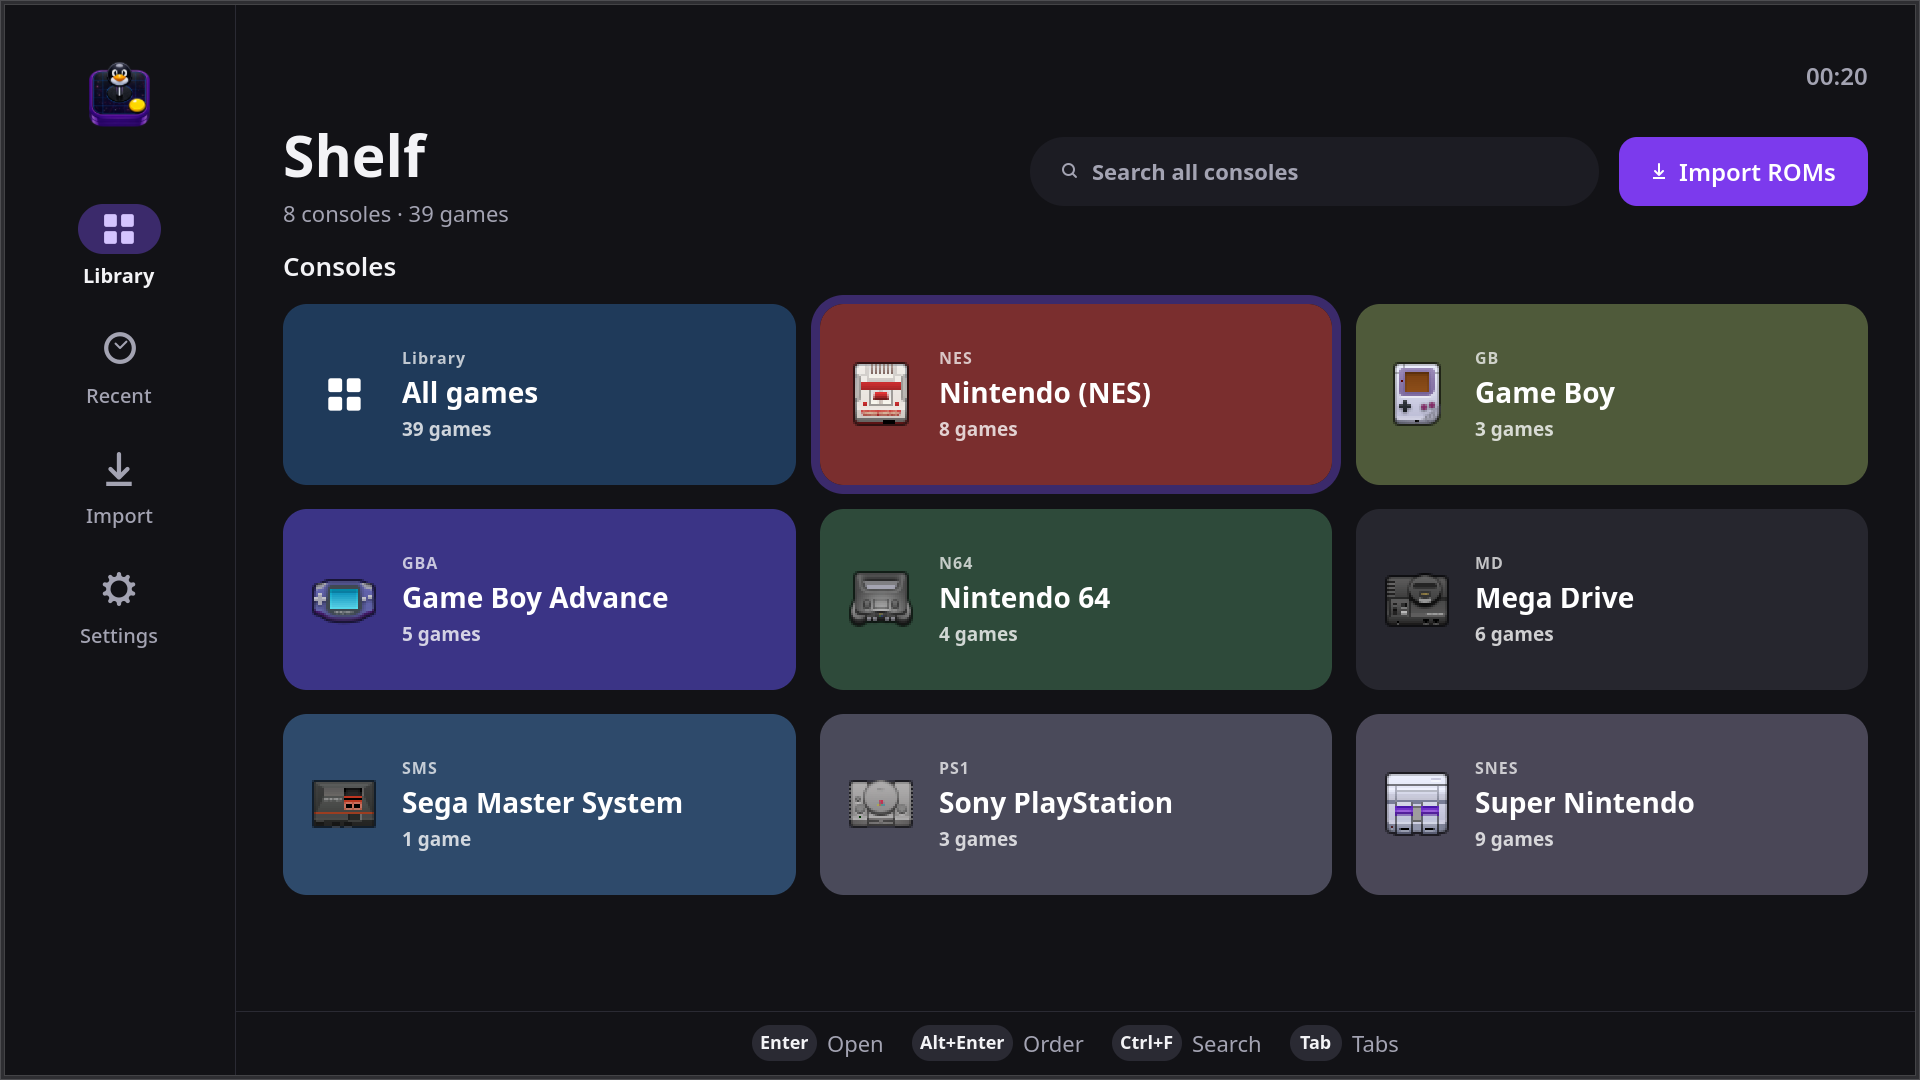 00:20
Shelf
8 consoles · 39 games
Search all consoles
Import ROMs
Library
Recent
Import
Settings
Consoles
Library
All games
39 games
NES
Nintendo (NES)
8 games
GB
Game Boy
3 games
GBA
Game Boy Advance
5 games
N64
Nintendo 64
4 games
MD
Mega Drive
6 games
SMS
Sega Master System
1 game
PS1
Sony PlayStation
3 games
SNES
Super Nintendo
9 games
Enter Open Alt+Enter Order Ctrl+F Search Tab Tabs